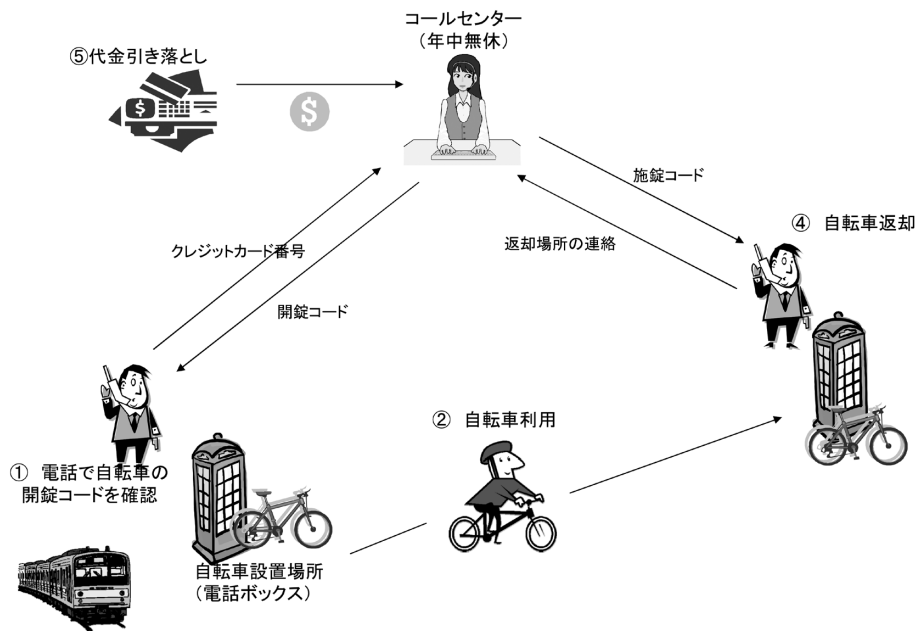 コールセンター
（年中無休）
⑤代金引き落とし
$
$
施錠コード
④ 自転車返却
クレジットカード番号
返却場所の連絡
開錠コード
② 自転車利用
① 電話で自転車の
開錠コードを確認
自転車設置場所
（電話ボックス）